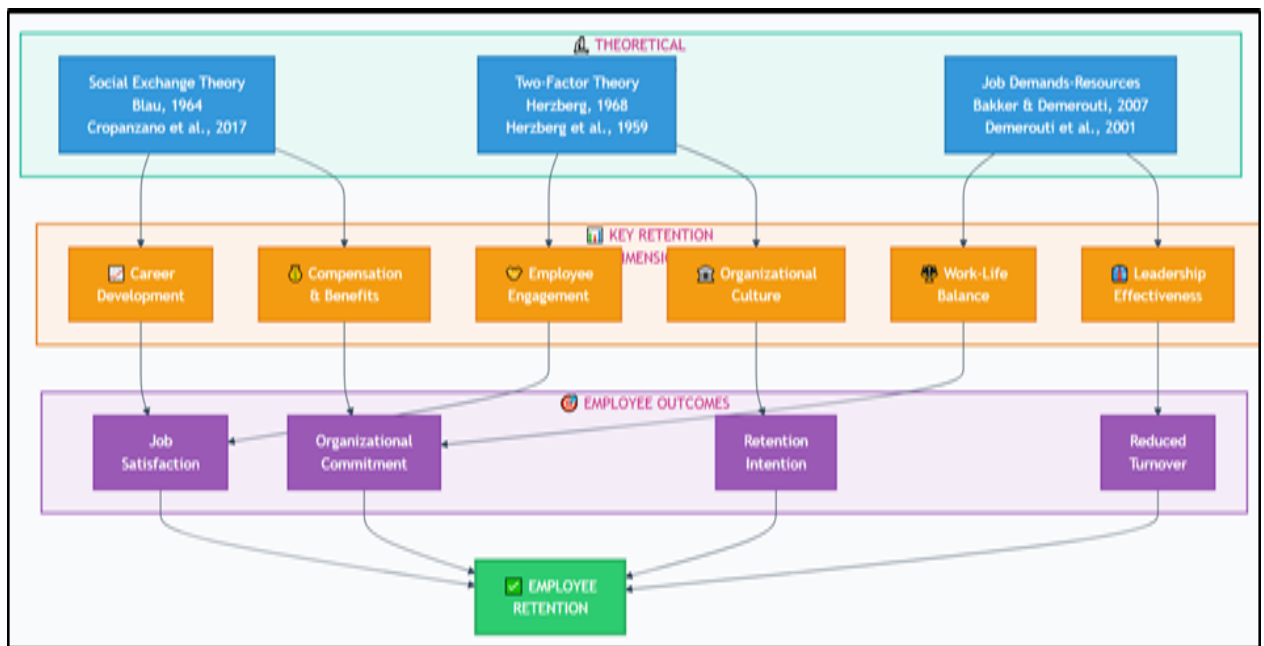 THEORETICAL
Social Exchange Theory
Blau, 1964
Cropanzano et al., 2017
Two-Factor Theory
Herzberg, 1968
Herzberg et al., 1959
Job Demands-Resources
Bakker & Demerouti, 2007
Demerouti et al., 2001
KEY RETENTION
Career
Development
Compensation
& Benefits
Employee
Engagement
Organizational
Culture
Work-Life
Balance
Leadership
Effectiveness
EMPLOYEE OUTCOMES
Job
Satisfaction
Organizational
Commitment
Retention
Intention
Reduced
Turnover
EMPLOYEE
RETENTION